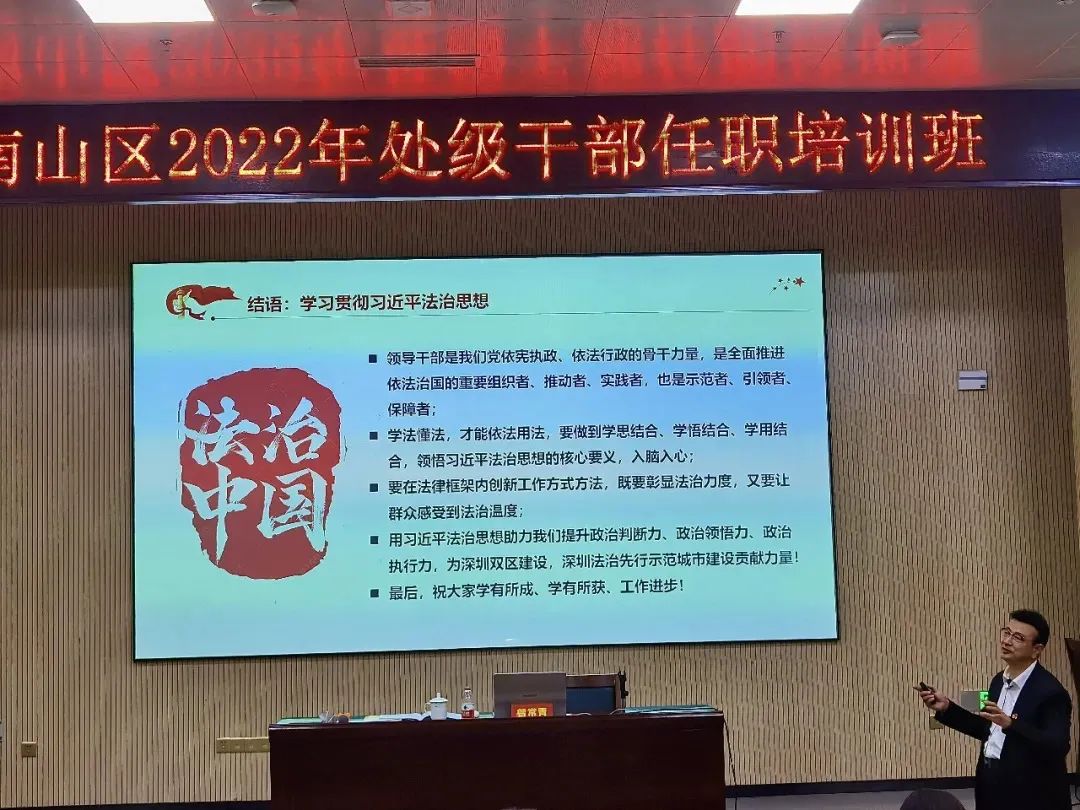 南山区2022年处级干部任职培训班
结语：学习贯彻习近平法治思想
法治
中国
■ 领导干部是我们党依宪执政、依法行政的骨干力量，是全面推进
依法治国的重要组织者、推动者、实践者，也是示范者、引领者、
保障者；
■ 学法懂法，才能依法用法，要做到学思结合、学悟结合、学用结
合，领悟习近平法治思想的核心要义，入脑入心；
■ 要在法律框架内创新工作方式方法，既要彰显法治力度，又要让
群众感受到法治温度；
■ 用习近平法治思想助力我们提升政治判断力、政治领悟力、政治
执行力，为深圳双区建设，深圳法治先行示范城市建设贡献力量！
■ 最后，祝大家学有所成、学有所获、工作进步！